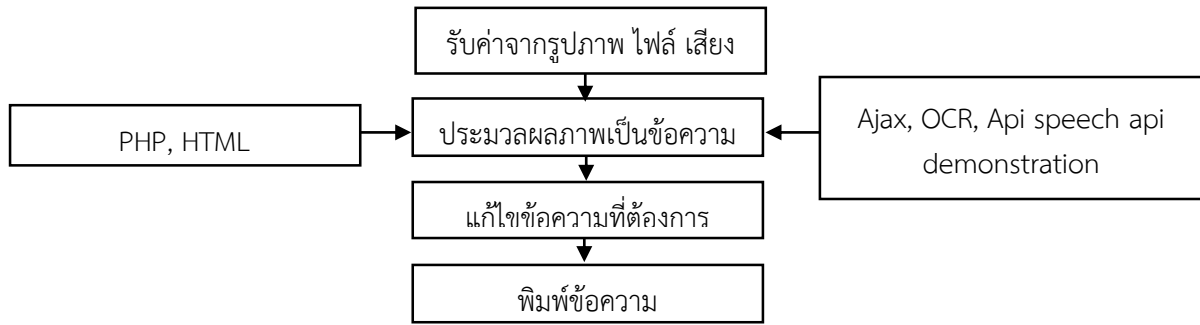 รับค่าจากรูปภาพ ไฟล์ เสียง
PHP, HTML
ประมวลผลภาพเป็นข้อความ
Ajax, OCR, Api speech api
demonstration
แก้ไขข้อความที่ต้องการ
พิมพ์ข้อความ